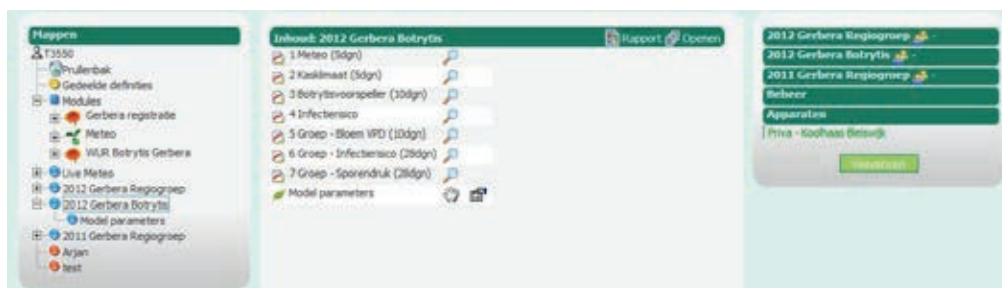 Mappen
T3550
Prullenbak
Gedeelde definities
Modules
Gerbera registratie
Meteo
WUR Botrytis Gerbera
Live Meteo
2012 Gerbera Regiogroep
2012 Gerbera Botrytis
Model parameters
2011 Gerbera Regiogroep
Arjan
test
Inhoud: 2012 Gerbera Botrytis
Rapport Openen
1 Meteo (5dgn)
2 Kasklimaat (5dgn)
3 Botrytisvoorspeller (10dgn)
4 Infectierisico
5 Groep - Bloem VPD (10dgn)
6 Groep - Infectierisico (28dgn)
7 Groep - Sporendruk (28dgn)
Model parameters
2012 Gerbera Regiogroep -
2012 Gerbera Botrytis -
2011 Gerbera Regiogroep -
Beheer
Apparaten
Priva - Koolhaas Bleiswijk